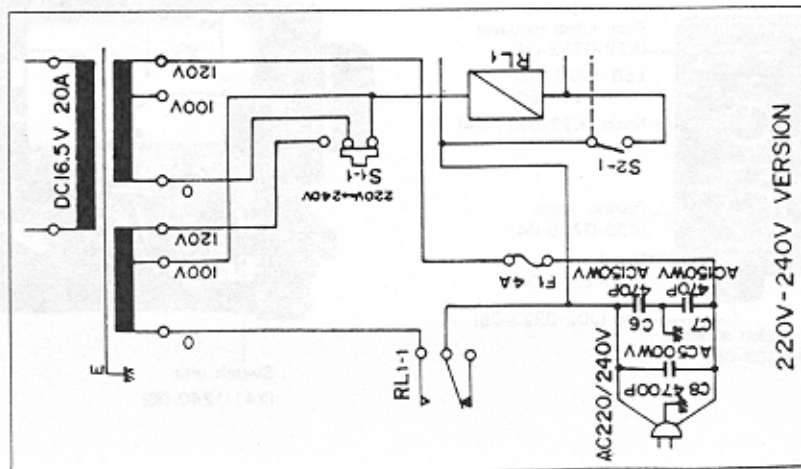 DC16.5V 20A
120V
100V
0
120V
100V
0
E
S1-1
220V↔240V
RL1
S2-1
F1 4A
AC150WV
470P
C6
AC150WV
470P
C7
AC500WV
C8 4700P
RL1-1
AC220/240V
220V-240V VERSION